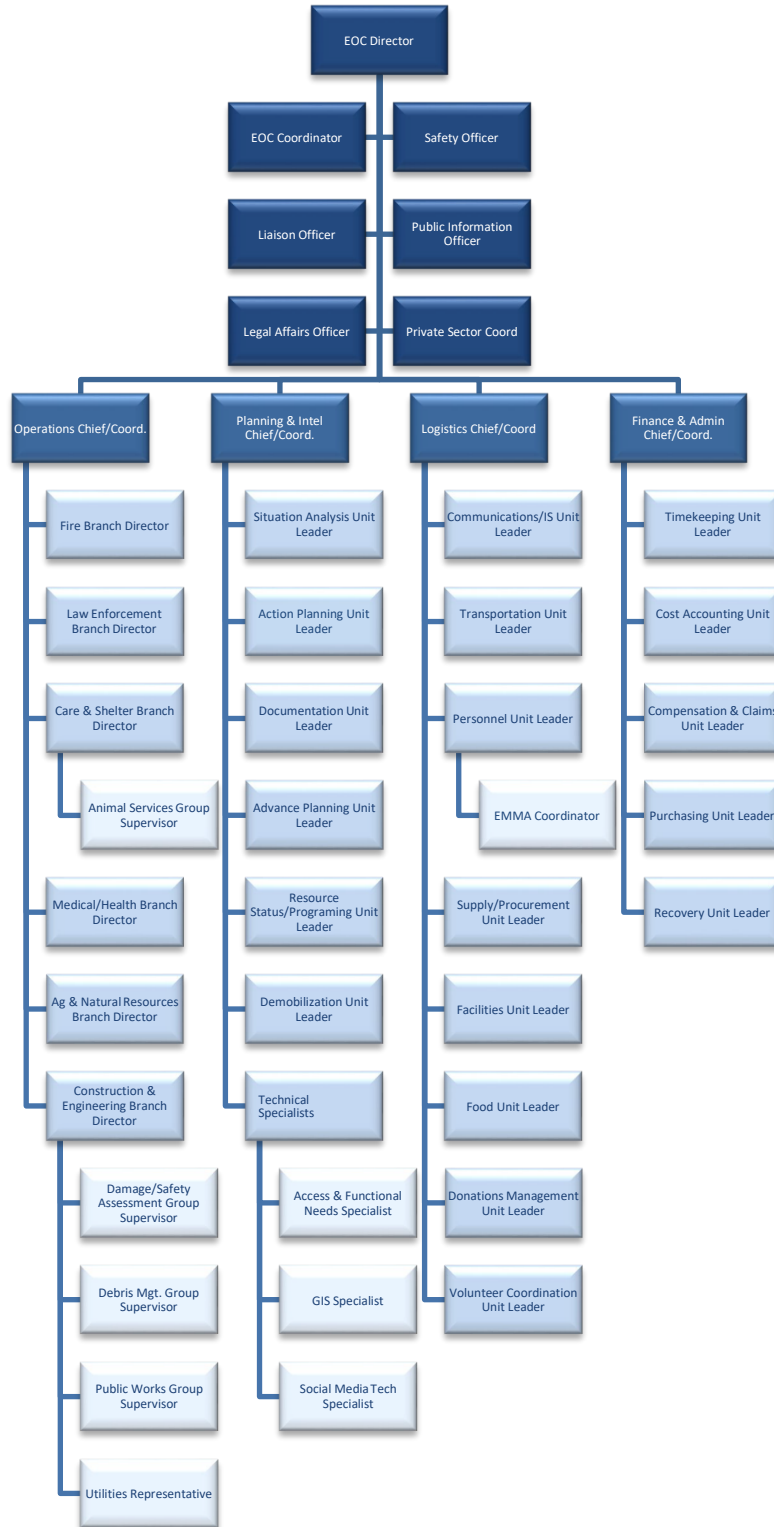 EOC Director
EOC Coordinator
Safety Officer
Liaison Officer
Public Information
Officer
Legal Affairs Officer
Private Sector Coord
Operations Chief/Coord.
Planning & Intel
Chief/Coord.
Logistics Chief/Coord
Finance & Admin
Chief/Coord.
Fire Branch Director
Law Enforcement
Branch Director
Care & Shelter Branch
Director
Animal Services Group
Supervisor
Medical/Health Branch
Director
Ag & Natural Resources
Branch Director
Construction &
Engineering Branch
Director
Damage/Safety
Assessment Group
Supervisor
Debris Mgt. Group
Supervisor
Public Works Group
Supervisor
Utilities Representative
Situation Analysis Unit
Leader
Action Planning Unit
Leader
Documentation Unit
Leader
Advance Planning Unit
Leader
Resource
Status/Programing Unit
Leader
Demobilization Unit
Leader
Technical
Specialists
Access & Functional
Needs Specialist
GIS Specialist
Social Media Tech
Specialist
Communications/IS Unit
Leader
Transportation Unit
Leader
Personnel Unit Leader
EMMA Coordinator
Supply/Procurement
Unit Leader
Facilities Unit Leader
Food Unit Leader
Donations Management
Unit Leader
Volunteer Coordination
Unit Leader
Timekeeping Unit
Leader
Cost Accounting Unit
Leader
Compensation & Claims
Unit Leader
Purchasing Unit Leader
Recovery Unit Leader